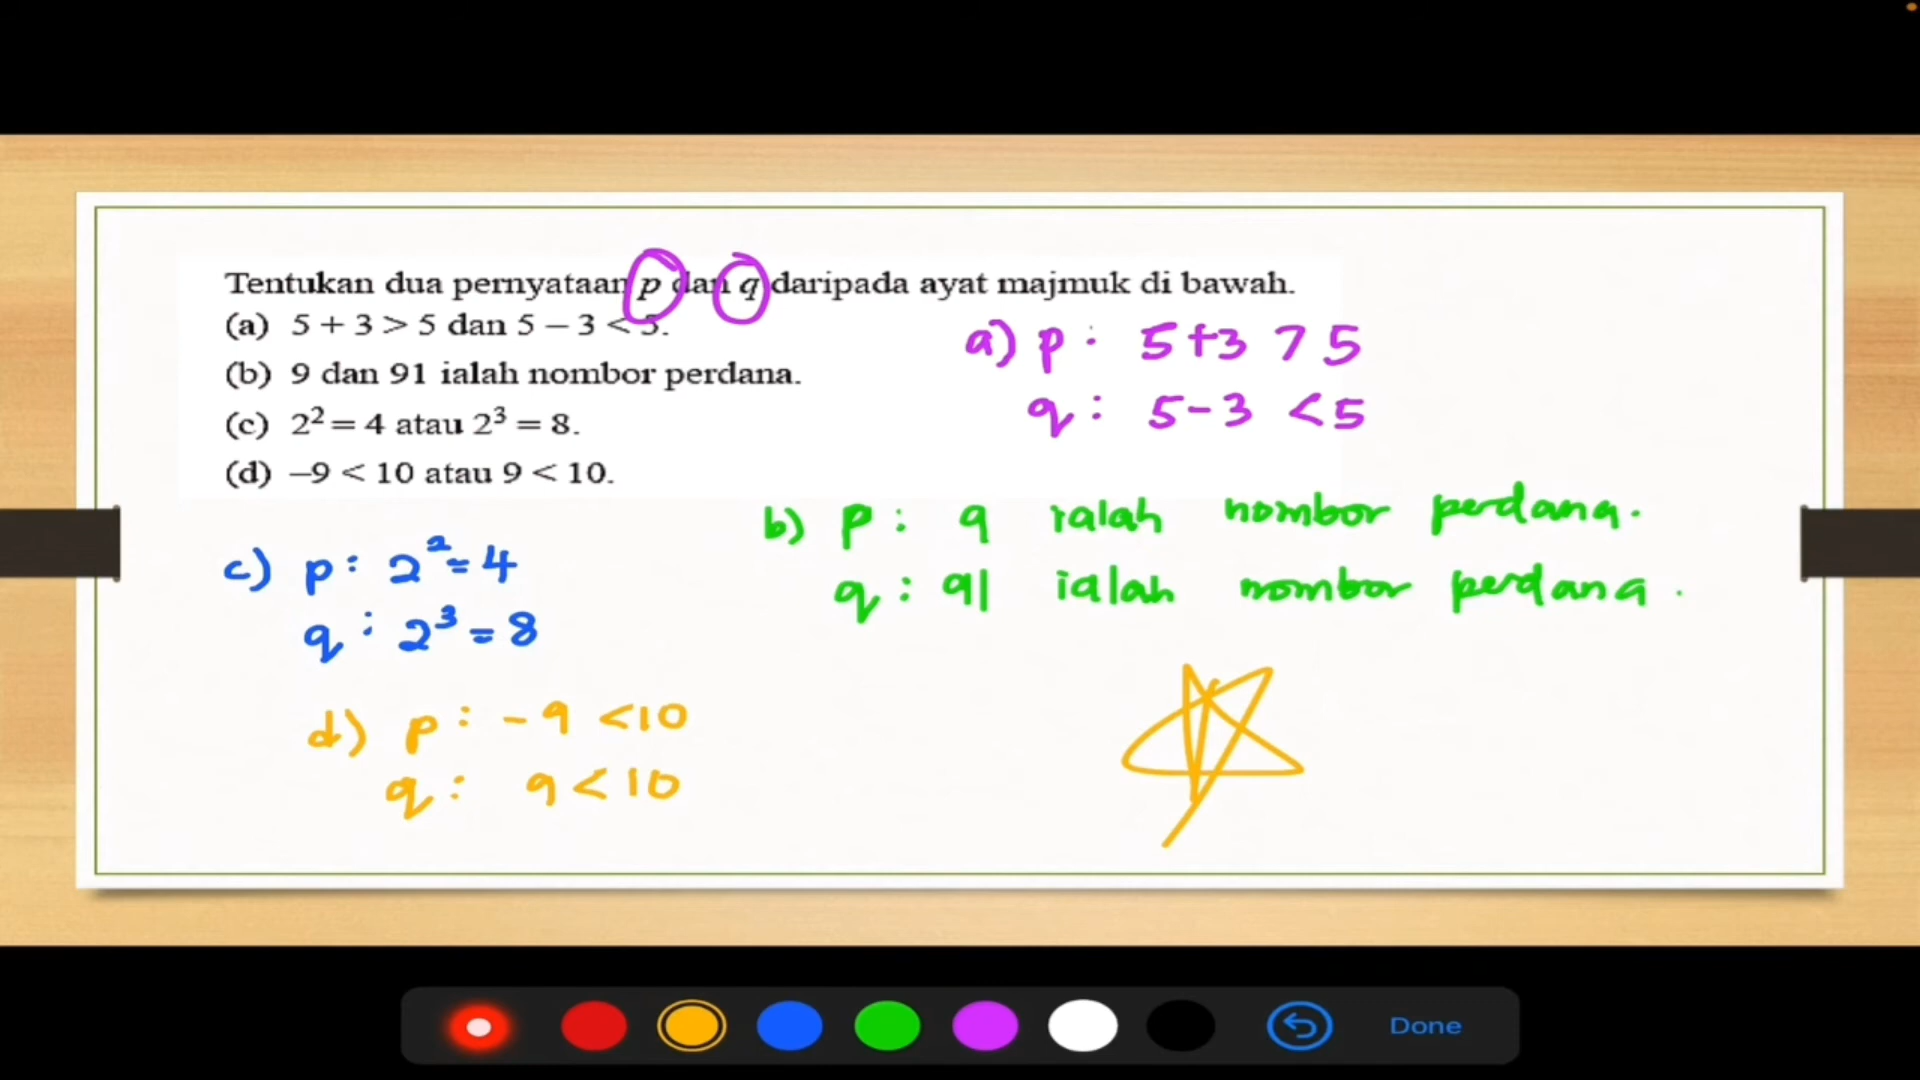 Tentukan dua pernyataan p dan q daripada ayat majmuk di bawah.
(a) 5 + 3 > 5 dan 5 – 3 < 5.
(b) 9 dan 91 ialah nombor perdana.
(c) 2² = 4 atau 2³ = 8.
(d) –9 < 10 atau 9 < 10.
a) p : 5+3 > 5
q : 5-3 < 5
b) p : 9 ialah nombor perdana.
q : 91 ialah nombor perdana.
c) p : 2² = 4
q : 2³ = 8
d) p : -9 < 10
q : 9 < 10
Done